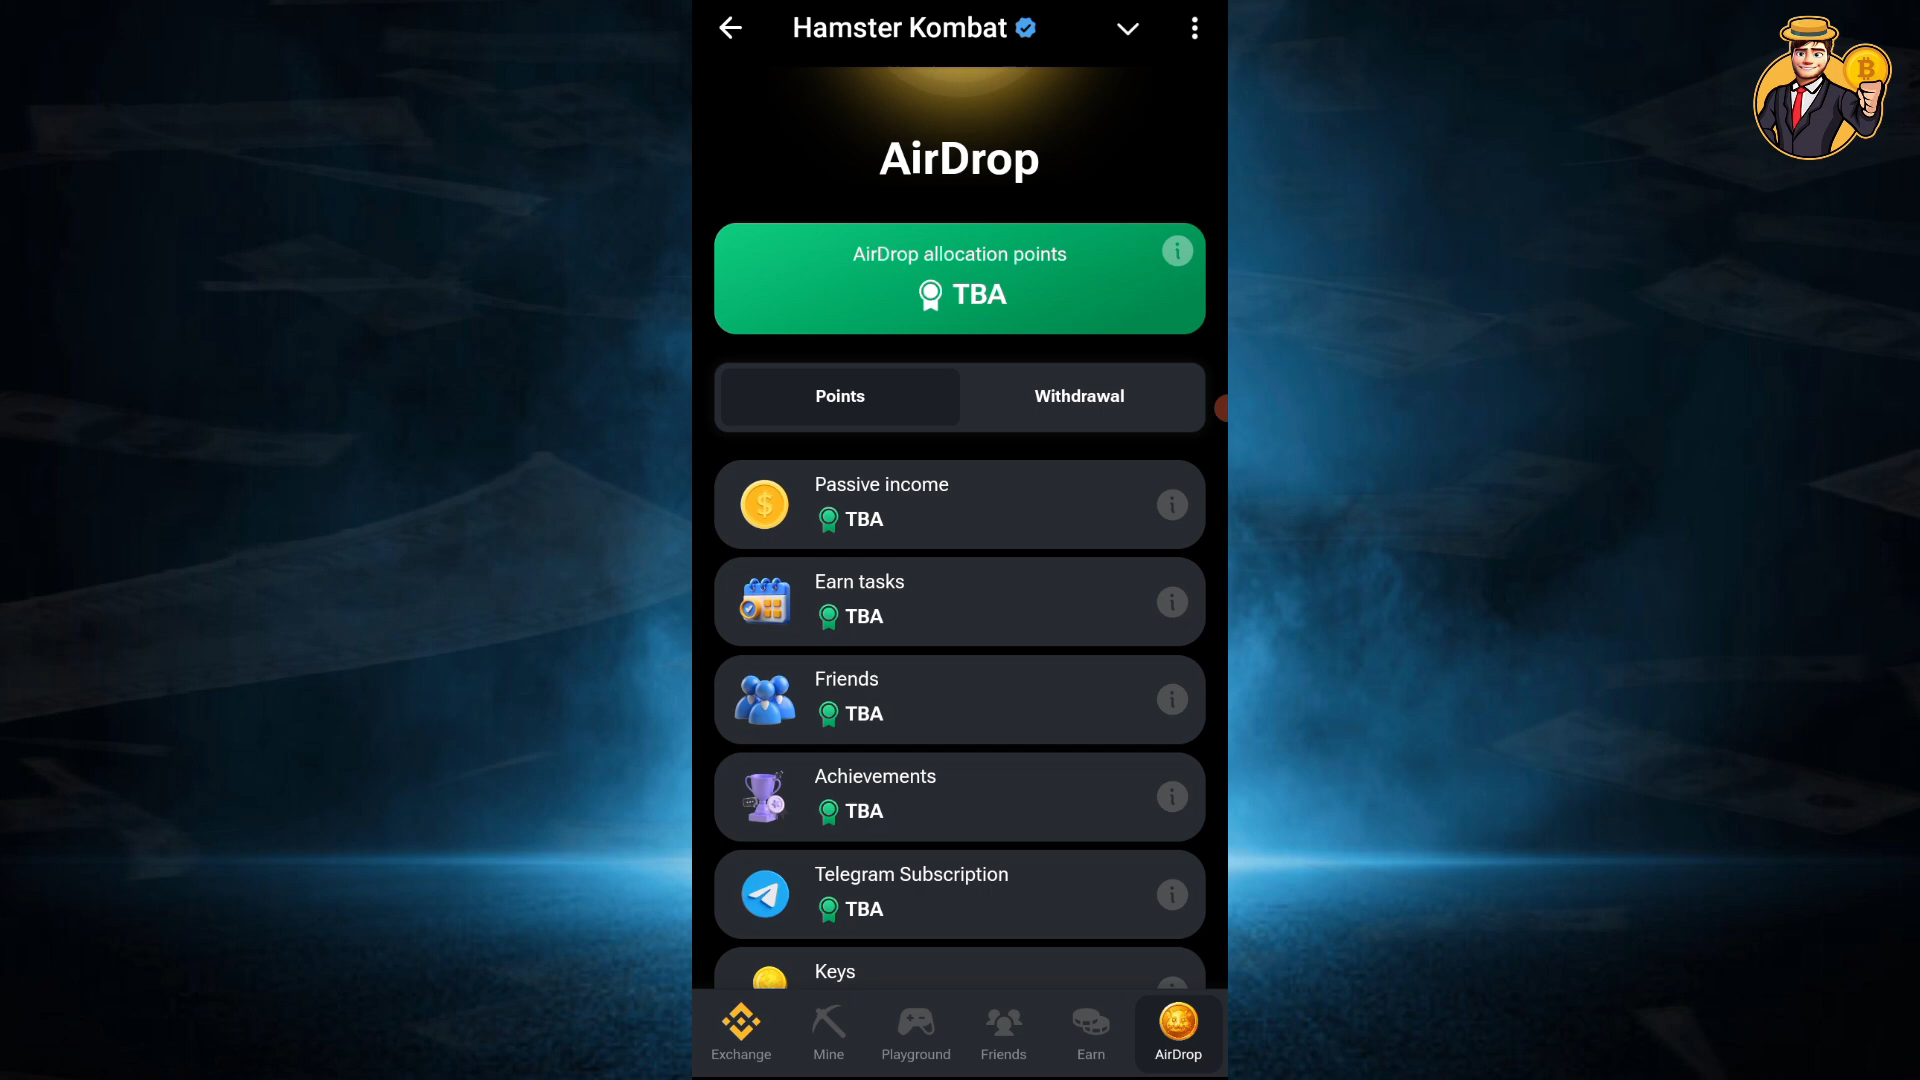 Hamster Kombat
AirDrop
AirDrop allocation points
TBA
Points
Withdrawal
Passive income
TBA
Earn tasks
TBA
Friends
TBA
Achievements
TBA
Telegram Subscription
TBA
Keys
Exchange
Mine
Playground
Friends
Earn
AirDrop